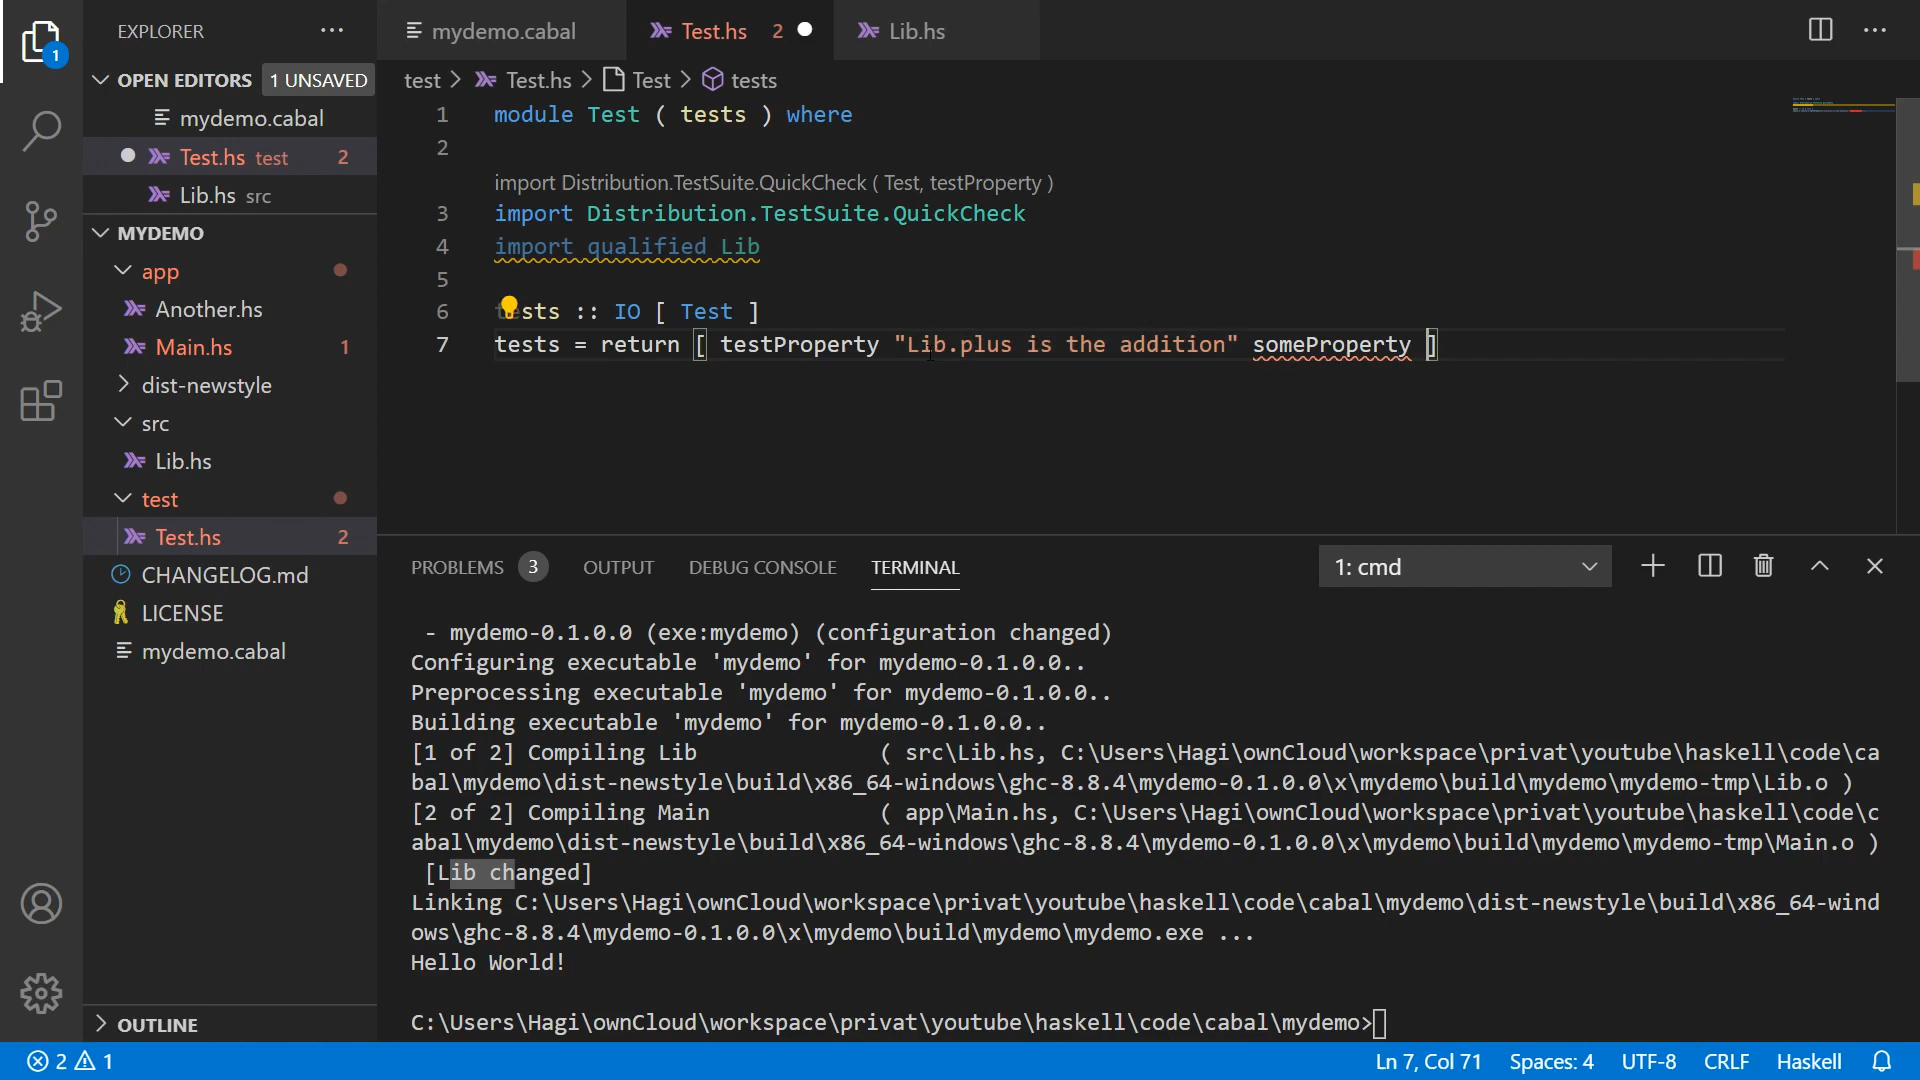 EXPLORER
1
OPEN EDITORS 1 UNSAVED
mydemo.cabal
Test.hs test 2
Lib.hs src
MYDEMO
app
Another.hs
Main.hs 1
dist-newstyle
src
Lib.hs
test
Test.hs 2
CHANGELOG.md
LICENSE
mydemo.cabal
OUTLINE
mydemo.cabal Test.hs 2 Lib.hs
test > Test.hs > Test > tests
1 module Test ( tests ) where
2
import Distribution.TestSuite.QuickCheck ( Test, testProperty )
3 import Distribution.TestSuite.QuickCheck
4 import qualified Lib
5
6 tests :: IO [ Test ]
7 tests = return [ testProperty "Lib.plus is the addition" someProperty ]
PROBLEMS 3 OUTPUT DEBUG CONSOLE TERMINAL 1: cmd
- mydemo-0.1.0.0 (exe:mydemo) (configuration changed)
Configuring executable 'mydemo' for mydemo-0.1.0.0..
Preprocessing executable 'mydemo' for mydemo-0.1.0.0..
Building executable 'mydemo' for mydemo-0.1.0.0..
[1 of 2] Compiling Lib ( src\Lib.hs, C:\Users\Hagi\ownCloud\workspace\privat\youtube\haskell\code\ca
bal\mydemo\dist-newstyle\build\x86_64-windows\ghc-8.8.4\mydemo-0.1.0.0\x\mydemo\build\mydemo\mydemo-tmp\Lib.o )
[2 of 2] Compiling Main ( app\Main.hs, C:\Users\Hagi\ownCloud\workspace\privat\youtube\haskell\code\c
abal\mydemo\dist-newstyle\build\x86_64-windows\ghc-8.8.4\mydemo-0.1.0.0\x\mydemo\build\mydemo\mydemo-tmp\Main.o )
[Lib changed]
Linking C:\Users\Hagi\ownCloud\workspace\privat\youtube\haskell\code\cabal\mydemo\dist-newstyle\build\x86_64-wind
ows\ghc-8.8.4\mydemo-0.1.0.0\x\mydemo\build\mydemo\mydemo.exe ...
Hello World!
C:\Users\Hagi\ownCloud\workspace\privat\youtube\haskell\code\cabal\mydemo>
2 1 Ln 7, Col 71 Spaces: 4 UTF-8 CRLF Haskell